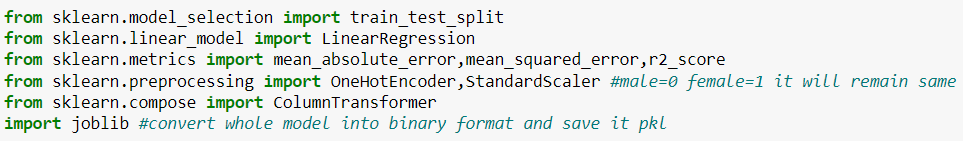 from sklearn.model_selection import train_test_split
from sklearn.linear_model import LinearRegression
from sklearn.metrics import mean_absolute_error,mean_squared_error,r2_score
from sklearn.preprocessing import OneHotEncoder,StandardScaler #male=0 female=1 it will remain same
from sklearn.compose import ColumnTransformer
import joblib #convert whole model into binary format and save it pkl